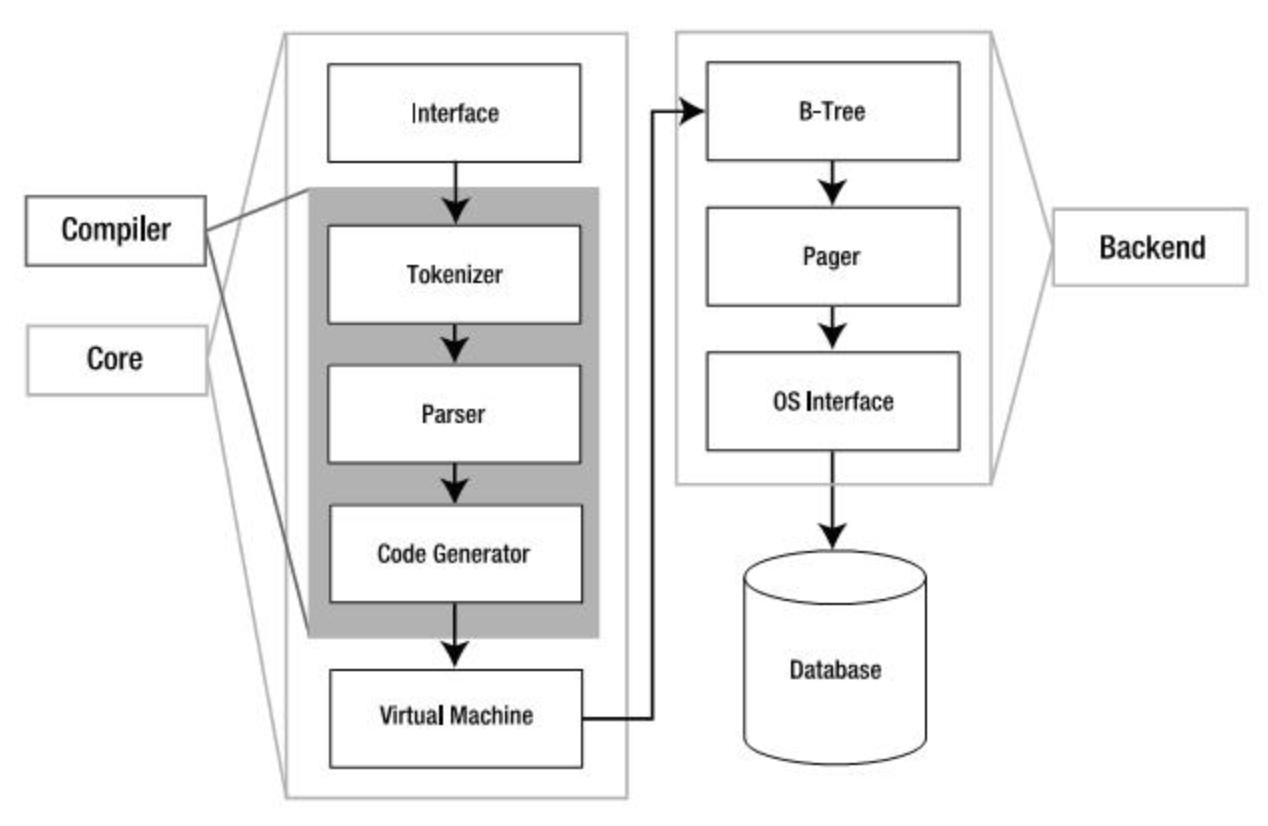 Interface
Compiler
Tokenizer
Core
Parser
Code Generator
Virtual Machine
B-Tree
Pager
Backend
OS Interface
Database